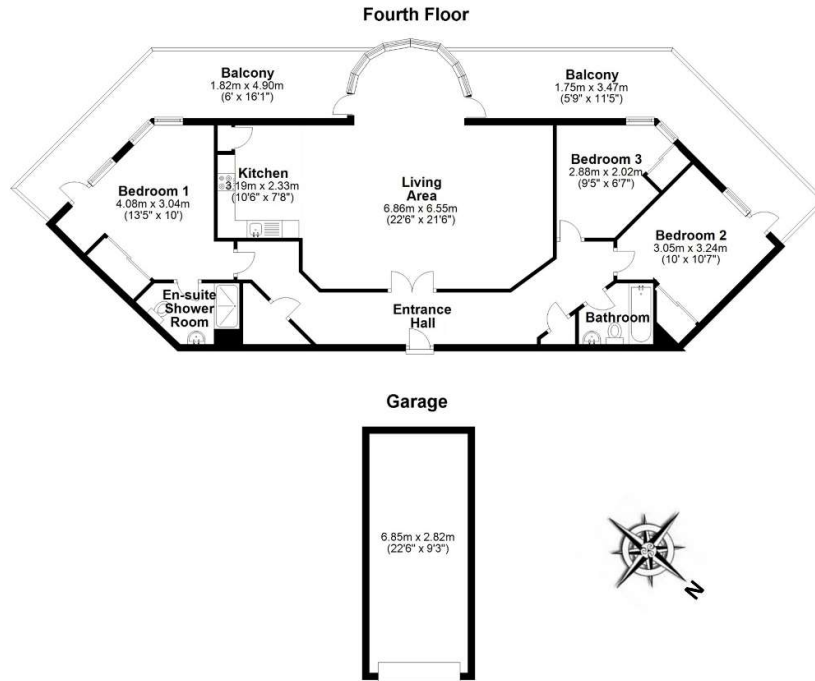 Fourth Floor
Balcony
1.82m x 4.90m
(6' x 16'1")
Balcony
1.75m x 3.47m
(5'9" x 11'5")
Kitchen
3.19m x 2.33m
(10'6" x 7'8")
Bedroom 1
4.08m x 3.04m
(13'5" x 10')
Living
Area
6.86m x 6.55m
(22'6" x 21'6")
Bedroom 3
2.88m x 2.02m
(9'5" x 6'7")
Bedroom 2
3.05m x 3.24m
(10' x 10'7")
En-suite
Shower
Room
Entrance
Hall
Bathroom
Garage
6.85m x 2.82m
(22'6" x 9'3")
N